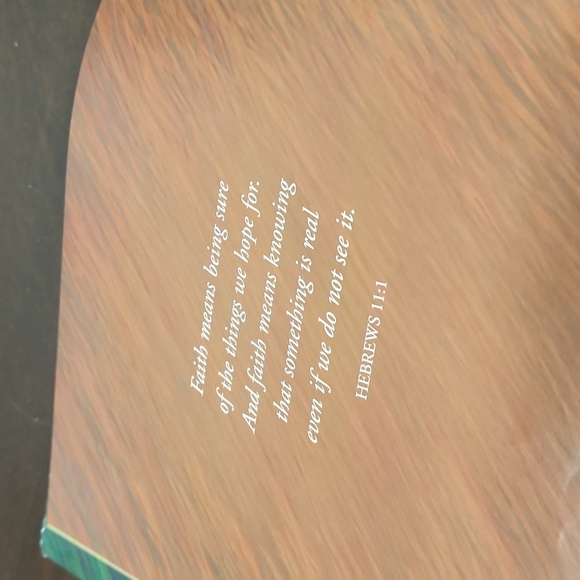 Faith means being sure
of the things we hope for.
And faith means knowing
that something is real
even if we do not see it.
HEBREWS 11:1